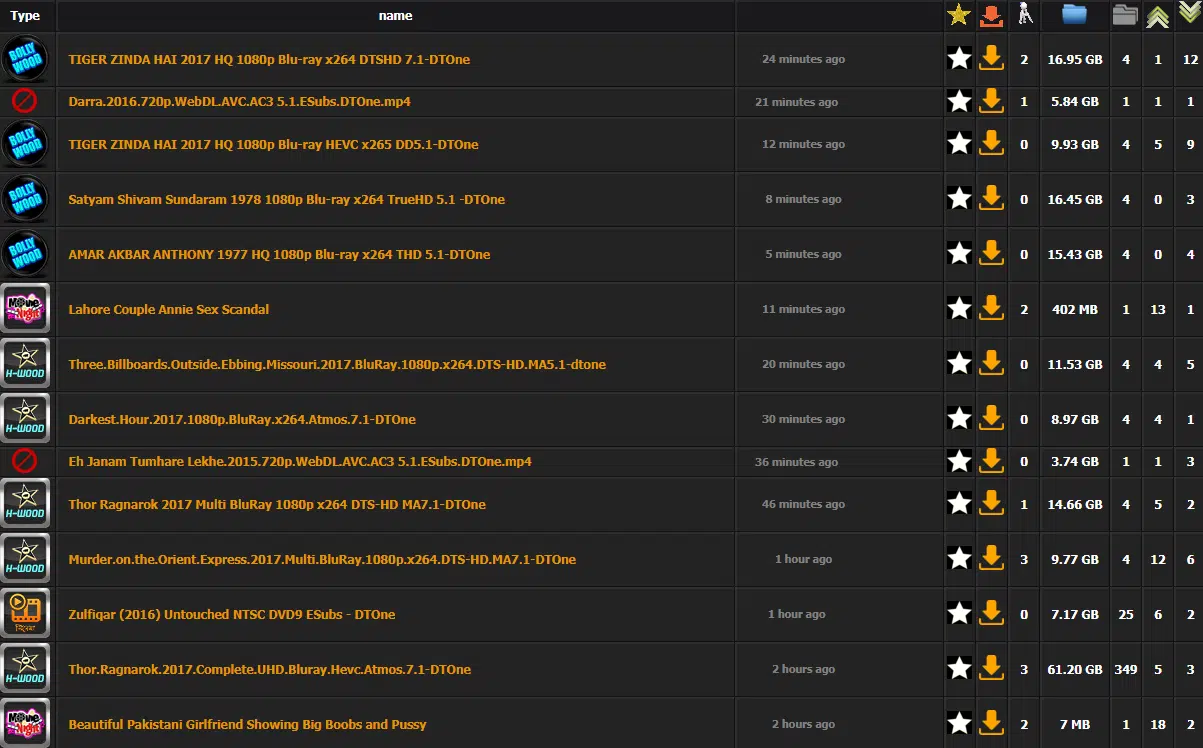 Type name
BOLLY WOOD TIGER ZINDA HAI 2017 HQ 1080p Blu-ray x264 DTSHD 7.1-DTOne 24 minutes ago 2 16.95 GB 4 1 12
Darra.2016.720p.WebDL.AVC.AC3 5.1.ESubs.DTOne.mp4 21 minutes ago 1 5.84 GB 1 1 1
BOLLY WOOD TIGER ZINDA HAI 2017 HQ 1080p Blu-ray HEVC x265 DD5.1-DTOne 12 minutes ago 0 9.93 GB 4 5 9
BOLLY WOOD Satyam Shivam Sundaram 1978 1080p Blu-ray x264 TrueHD 5.1 -DTOne 8 minutes ago 0 16.45 GB 4 0 3
BOLLY WOOD AMAR AKBAR ANTHONY 1977 HQ 1080p Blu-ray x264 THD 5.1-DTOne 5 minutes ago 0 15.43 GB 4 0 4
Movie Night Lahore Couple Annie Sex Scandal 11 minutes ago 2 402 MB 1 13 1
H-WOOD Three.Billboards.Outside.Ebbing.Missouri.2017.BluRay.1080p.x264.DTS-HD.MA5.1-dtone 20 minutes ago 0 11.53 GB 4 4 5
H-WOOD Darkest.Hour.2017.1080p.BluRay.x264.Atmos.7.1-DTOne 30 minutes ago 0 8.97 GB 4 4 1
Eh Janam Tumhare Lekhe.2015.720p.WebDL.AVC.AC3 5.1.ESubs.DTOne.mp4 36 minutes ago 0 3.74 GB 1 1 3
H-WOOD Thor Ragnarok 2017 Multi BluRay 1080p x264 DTS-HD MA7.1-DTOne 46 minutes ago 1 14.66 GB 4 5 2
H-WOOD Murder.on.the.Orient.Express.2017.Multi.BluRay.1080p.x264.DTS-HD.MA7.1-DTOne 1 hour ago 3 9.77 GB 4 12 6
Zulfiqar (2016) Untouched NTSC DVD9 ESubs - DTOne 1 hour ago 0 7.17 GB 25 6 2
H-WOOD Thor.Ragnarok.2017.Complete.UHD.Bluray.Hevc.Atmos.7.1-DTOne 2 hours ago 3 61.20 GB 349 5 3
Movie Night Beautiful Pakistani Girlfriend Showing Big Boobs and Pussy 2 hours ago 2 7 MB 1 18 2